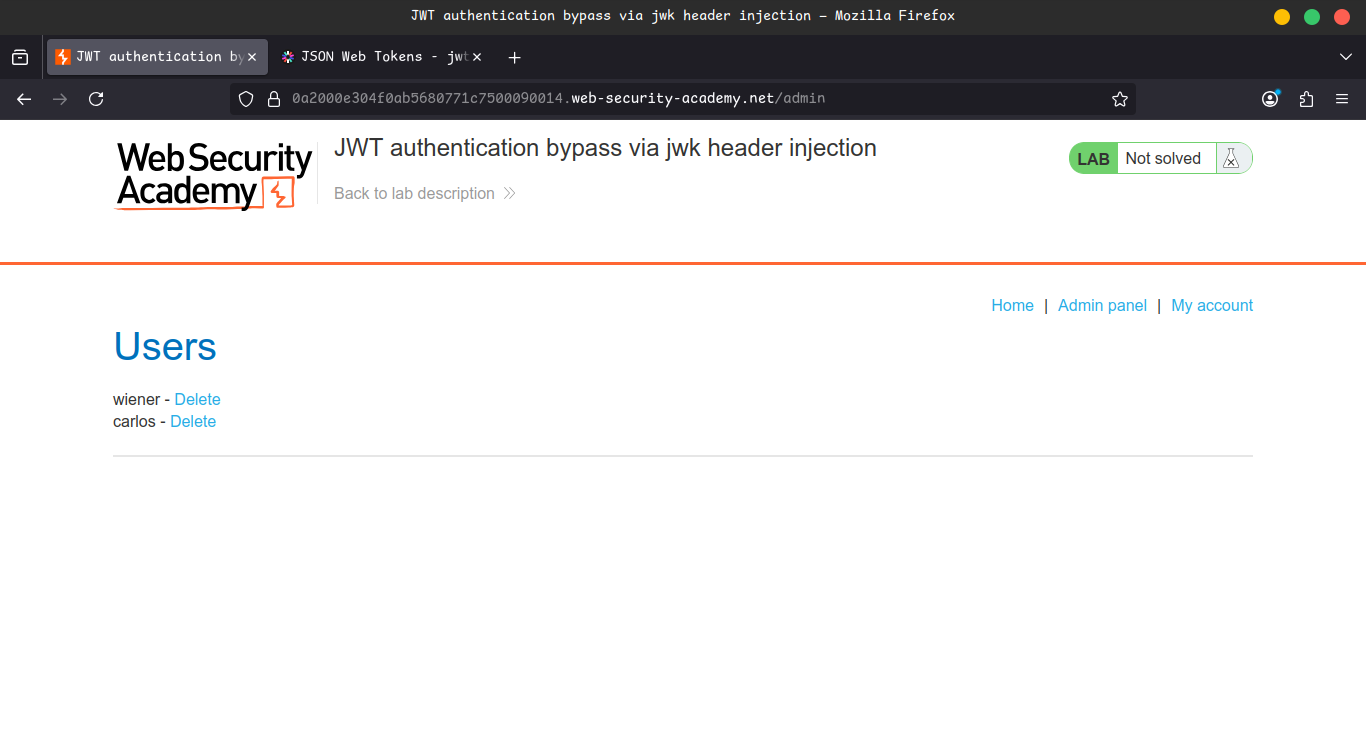 JWT authentication bypass via jwk header injection — Mozilla Firefox
JWT authentication by
JSON Web Tokens - jwt
0a2000e304f0ab5680771c7500090014.web-security-academy.net/admin
Web Security
Academy
JWT authentication bypass via jwk header injection
Back to lab description
LAB Not solved
Home | Admin panel | My account
Users
wiener - Delete
carlos - Delete